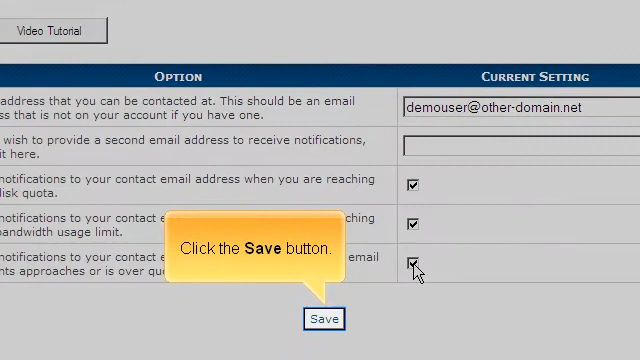 Video Tutorial
OPTION CURRENT SETTING
address that you can be contacted at. This should be an email demouser@other-domain.net
ss that is not on your account if you have one.
wish to provide a second email address to receive notifications,
it here.
notifications to your contact email address when you are reaching
disk quota.
notifications to your contact e ching
bandwidth usage limit.
notifications to your contact e email
nts approaches or is over quo
Click the Save button.
Save